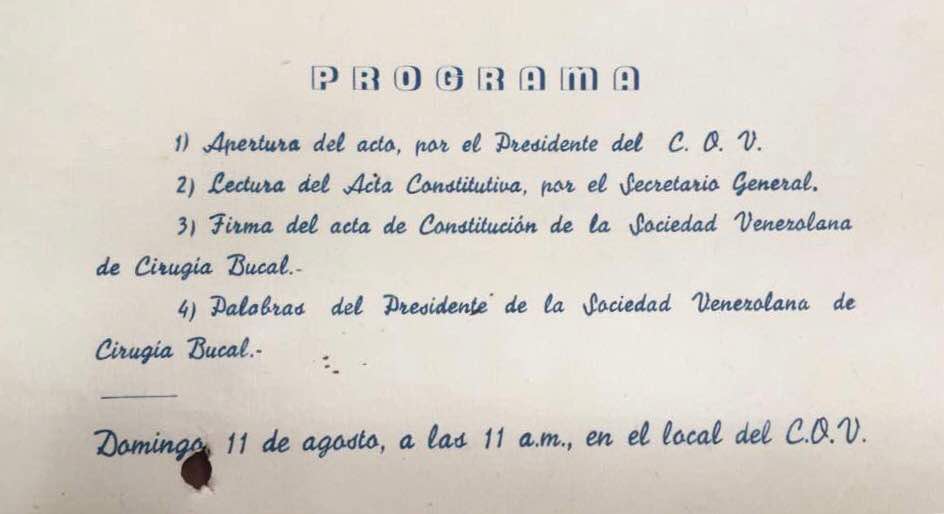 PROGRAMA
1) Apertura del acto, por el Presidente del C. O. V.
2) Lectura del Acta Constitutiva, por el Secretario General.
3) Firma del acta de Constitución de la Sociedad Venezolana
de Cirugía Bucal.-
4) Palabras del Presidente de la Sociedad Venezolana de
Cirugía Bucal.-
Domingo, 11 de agosto, a las 11 a.m., en el local del C.O.V.